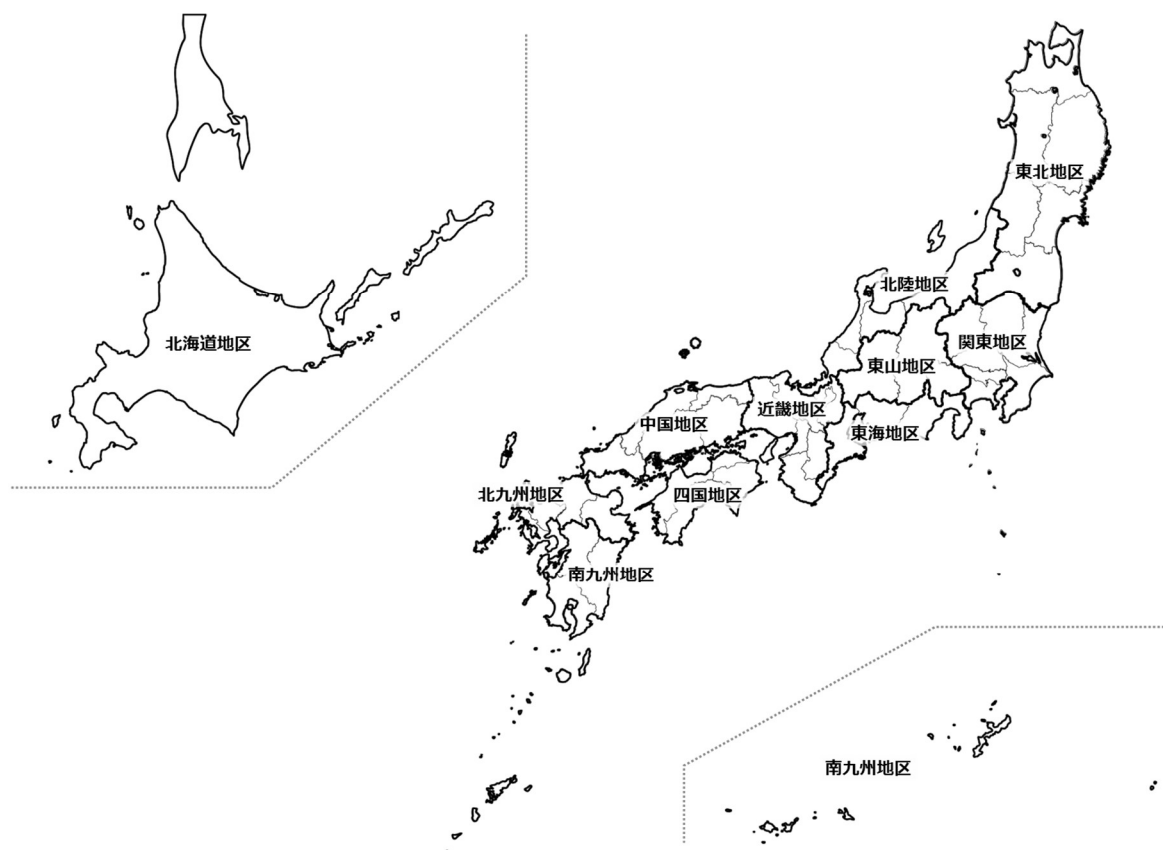 東北地区
北陸地区
北海道地区
関東地区
東山地区
近畿地区
中国地区
東海地区
北九州地区
四国地区
南九州地区
南九州地区